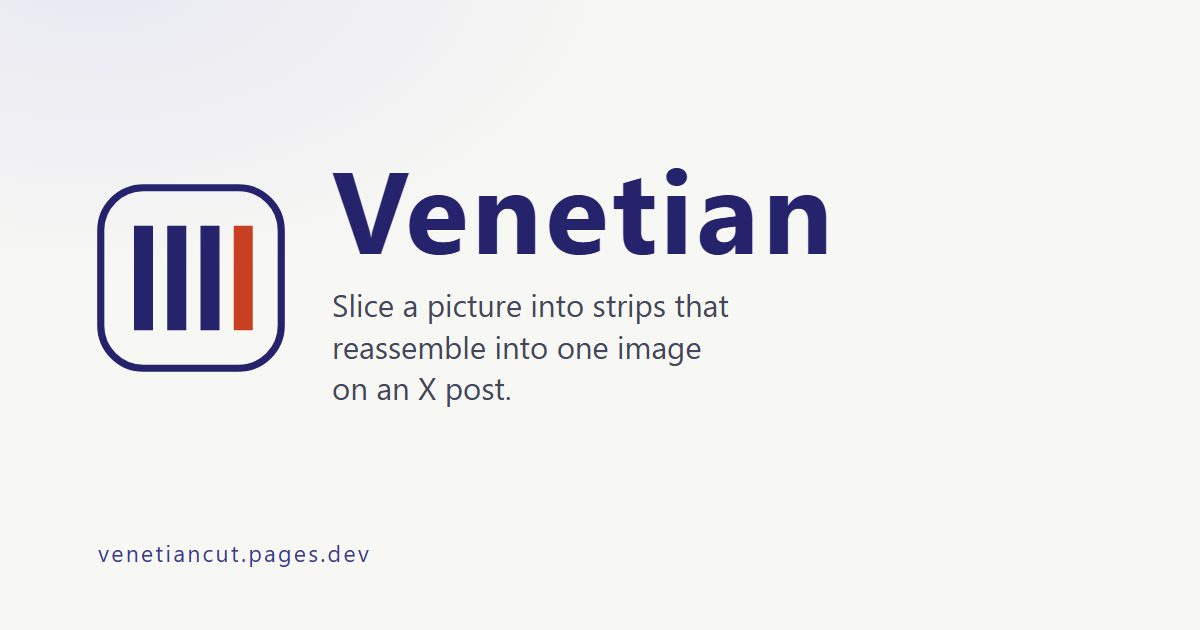 Venetian
Slice a picture into strips that
reassemble into one image
on an X post.
venetiancut.pages.dev